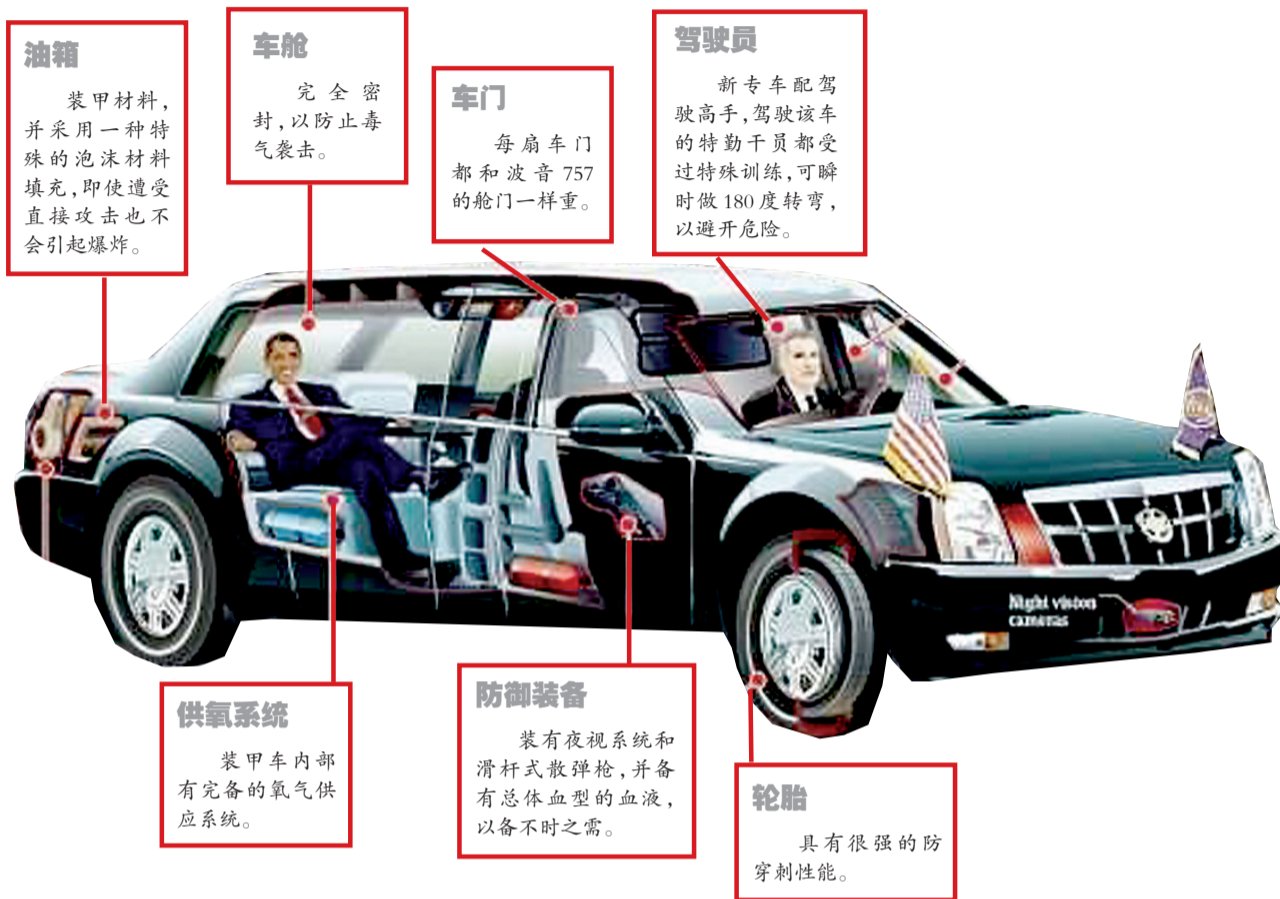 油箱
装甲材料,
并采用一种特
殊的泡沫材料
填充,即使遭受
直接攻击也不
会引起爆炸。
车舱
完全密
封,以防止毒
气袭击。
车门
每扇车门
都和波音 757
的舱门一样重。
驾驶员
新专车配驾
驶高手,驾驶该车
的特勤干员都受
过特殊训练,可瞬
时做 180 度转弯,
以避开危险。
Night vision
cameras
供氧系统
装甲车内部
有完备的氧气供
应系统。
防御装备
装有夜视系统和
滑杆式散弹枪,并备
有总体血型的血液,
以备不时之需。
轮胎
具有很强的防
穿刺性能。